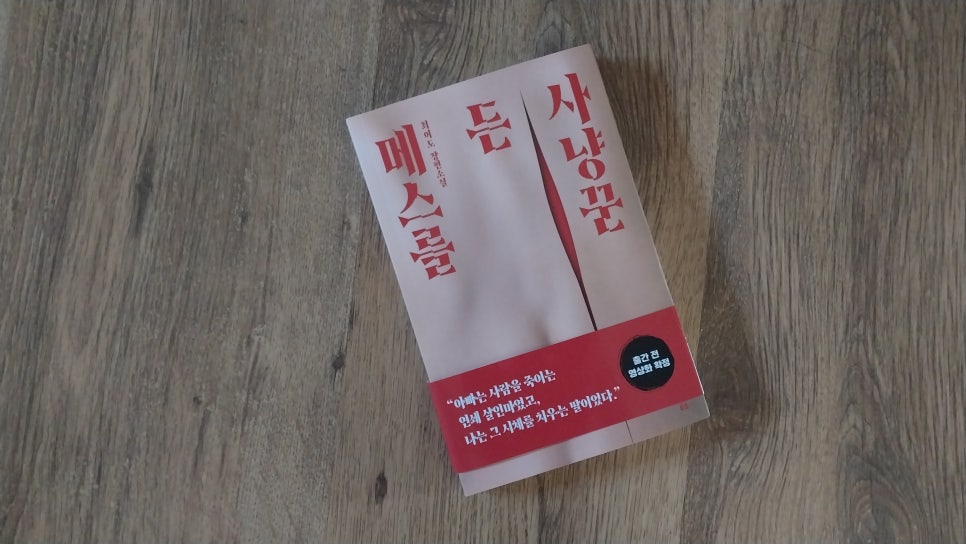 메스를
든
사냥꾼
최이도 장편소설
출간 전
영상화 확정
“아빠는 사람을 죽이는
연쇄 살인마였고,
나는 그 시체를 치우는 딸이었다.”